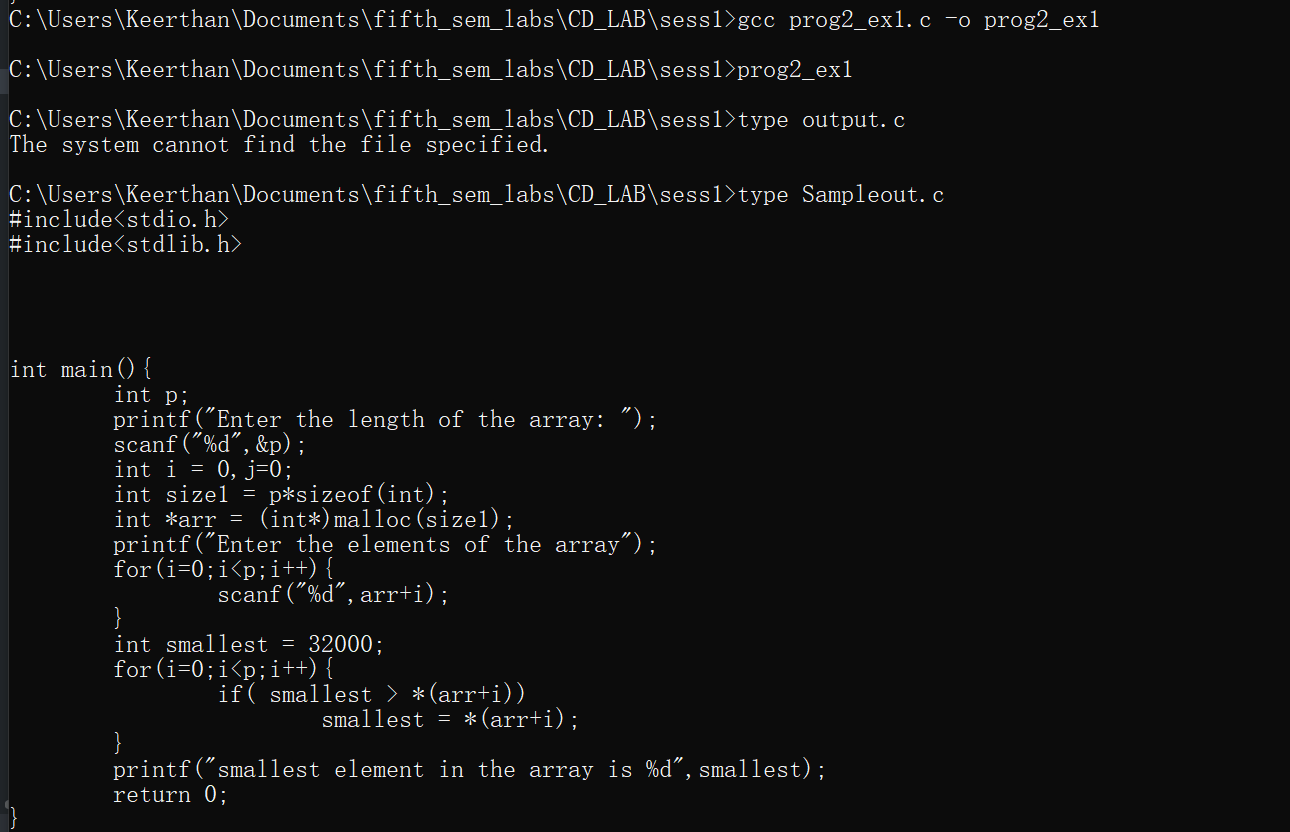 C:\Users\Keerthan\Documents\fifth_sem_labs\CD_LAB\sess1>gcc prog2_ex1.c -o prog2_ex1
C:\Users\Keerthan\Documents\fifth_sem_labs\CD_LAB\sess1>prog2_ex1
C:\Users\Keerthan\Documents\fifth_sem_labs\CD_LAB\sess1>type output.c
The system cannot find the file specified.
C:\Users\Keerthan\Documents\fifth_sem_labs\CD_LAB\sess1>type Sampleout.c
#include<stdio.h>
#include<stdlib.h>
int main(){
        int p;
        printf("Enter the length of the array: ");
        scanf("%d",&p);
        int i = 0,j=0;
        int size1 = p*sizeof(int);
        int *arr = (int*)malloc(size1);
        printf("Enter the elements of the array");
        for(i=0;i<p;i++){
                scanf("%d",arr+i);
        }
        int smallest = 32000;
        for(i=0;i<p;i++){
                if( smallest > *(arr+i))
                        smallest = *(arr+i);
        }
        printf("smallest element in the array is %d",smallest);
        return 0;
}